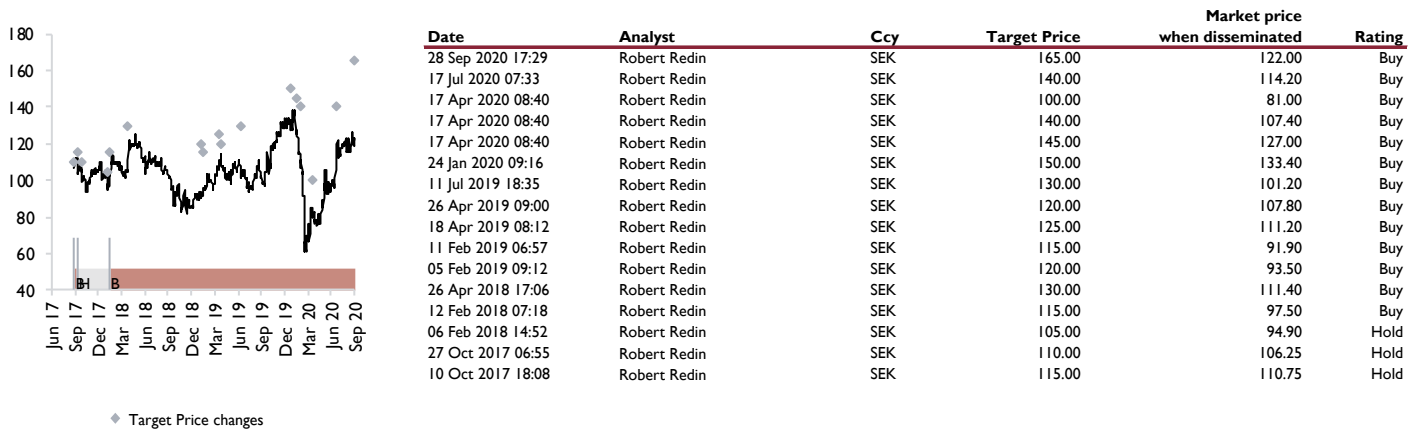 180
160
140
120
100
80
60
40
B H B
Jun 17
Sep 17
Dec 17
Mar 18
Jun 18
Sep 18
Dec 18
Mar 19
Jun 19
Sep 19
Dec 19
Mar 20
Jun 20
Sep 20
Target Price changes
Market price
Date Analyst Ccy Target Price when disseminated Rating
28 Sep 2020 17:29 Robert Redin SEK 165.00 122.00 Buy
17 Jul 2020 07:33 Robert Redin SEK 140.00 114.20 Buy
17 Apr 2020 08:40 Robert Redin SEK 100.00 81.00 Buy
17 Apr 2020 08:40 Robert Redin SEK 140.00 107.40 Buy
17 Apr 2020 08:40 Robert Redin SEK 145.00 127.00 Buy
24 Jan 2020 09:16 Robert Redin SEK 150.00 133.40 Buy
11 Jul 2019 18:35 Robert Redin SEK 130.00 101.20 Buy
26 Apr 2019 09:00 Robert Redin SEK 120.00 107.80 Buy
18 Apr 2019 08:12 Robert Redin SEK 125.00 111.20 Buy
11 Feb 2019 06:57 Robert Redin SEK 115.00 91.90 Buy
05 Feb 2019 09:12 Robert Redin SEK 120.00 93.50 Buy
26 Apr 2018 17:06 Robert Redin SEK 130.00 111.40 Buy
12 Feb 2018 07:18 Robert Redin SEK 115.00 97.50 Buy
06 Feb 2018 14:52 Robert Redin SEK 105.00 94.90 Hold
27 Oct 2017 06:55 Robert Redin SEK 110.00 106.25 Hold
10 Oct 2017 18:08 Robert Redin SEK 115.00 110.75 Hold